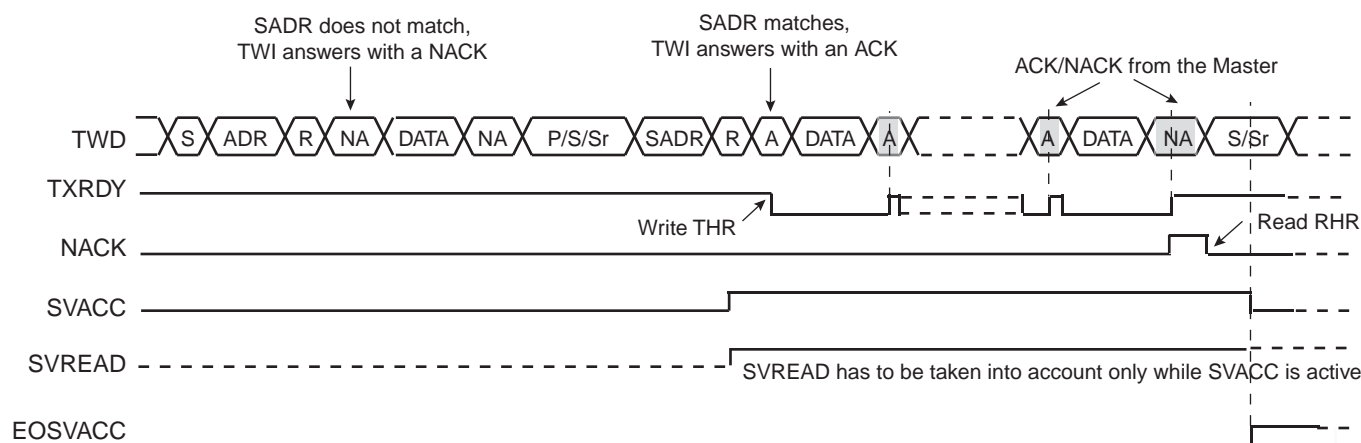 SADR does not match,
TWI answers with a NACK
SADR matches,
TWI answers with an ACK
ACK/NACK from the Master
TWD S ADR R NA DATA NA P/S/Sr SADR R A DATA A A DATA NA S/Sr
TXRDY
Write THR
Read RHR
NACK
SVACC
SVREAD
SVREAD has to be taken into account only while SVACC is active
EOSVACC